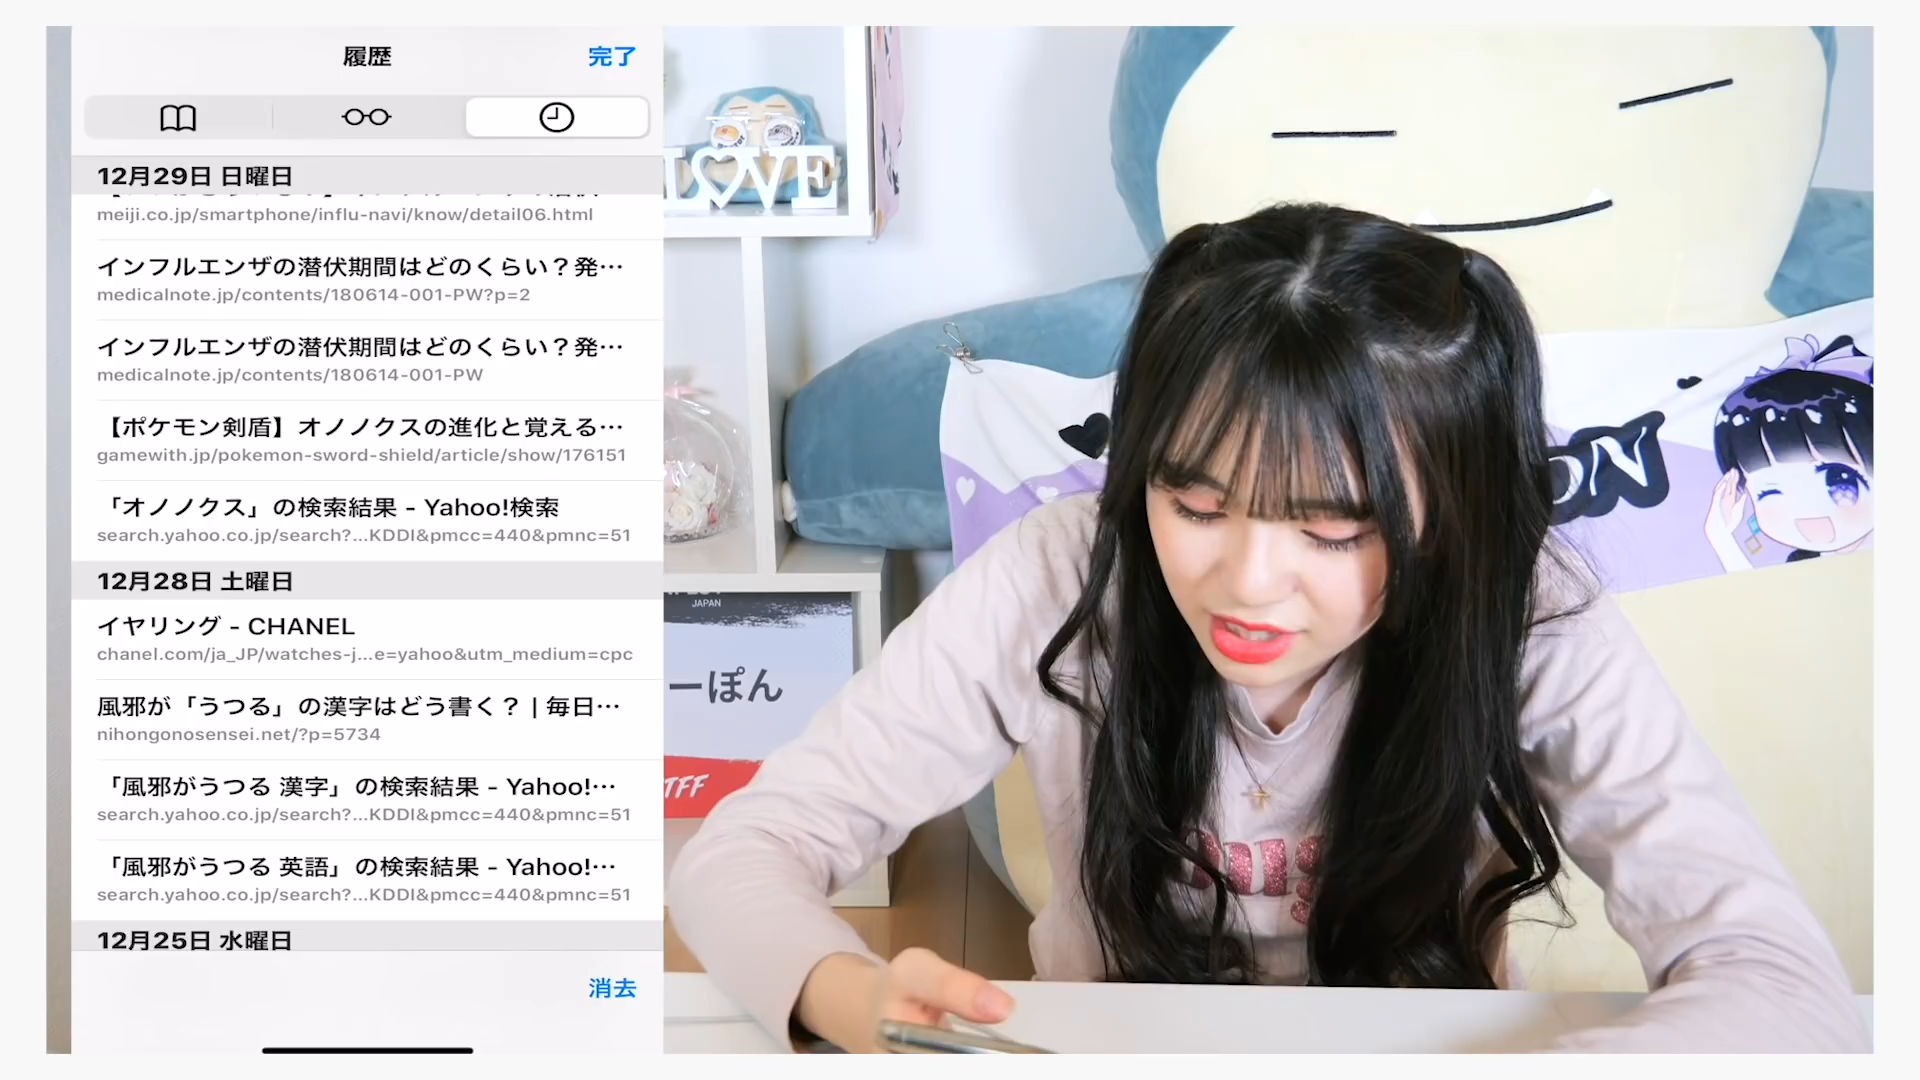 履歴
完了
12月29日 日曜日
meiji.co.jp/smartphone/influ-navi/know/detail06.html
インフルエンザの潜伏期間はどのくらい？発…
medicalnote.jp/contents/180614-001-PW?p=2
インフルエンザの潜伏期間はどのくらい？発…
medicalnote.jp/contents/180614-001-PW
【ポケモン剣盾】オノノクスの進化と覚える…
gamewith.jp/pokemon-sword-shield/article/show/176151
「オノノクス」の検索結果 - Yahoo!検索
search.yahoo.co.jp/search?...KDDI&pmcc=440&pmnc=51
12月28日 土曜日
イヤリング - CHANEL
chanel.com/ja_JP/watches-j...e=yahoo&utm_medium=cpc
風邪が「うつる」の漢字はどう書く？ | 毎日…
nihongonosensei.net/?p=5734
「風邪がうつる 漢字」の検索結果 - Yahoo!…
search.yahoo.co.jp/search?...KDDI&pmcc=440&pmnc=51
「風邪がうつる 英語」の検索結果 - Yahoo!…
search.yahoo.co.jp/search?...KDDI&pmcc=440&pmnc=51
12月25日 水曜日
消去
LOVE
JAPAN
ーぽん
TFF
ON